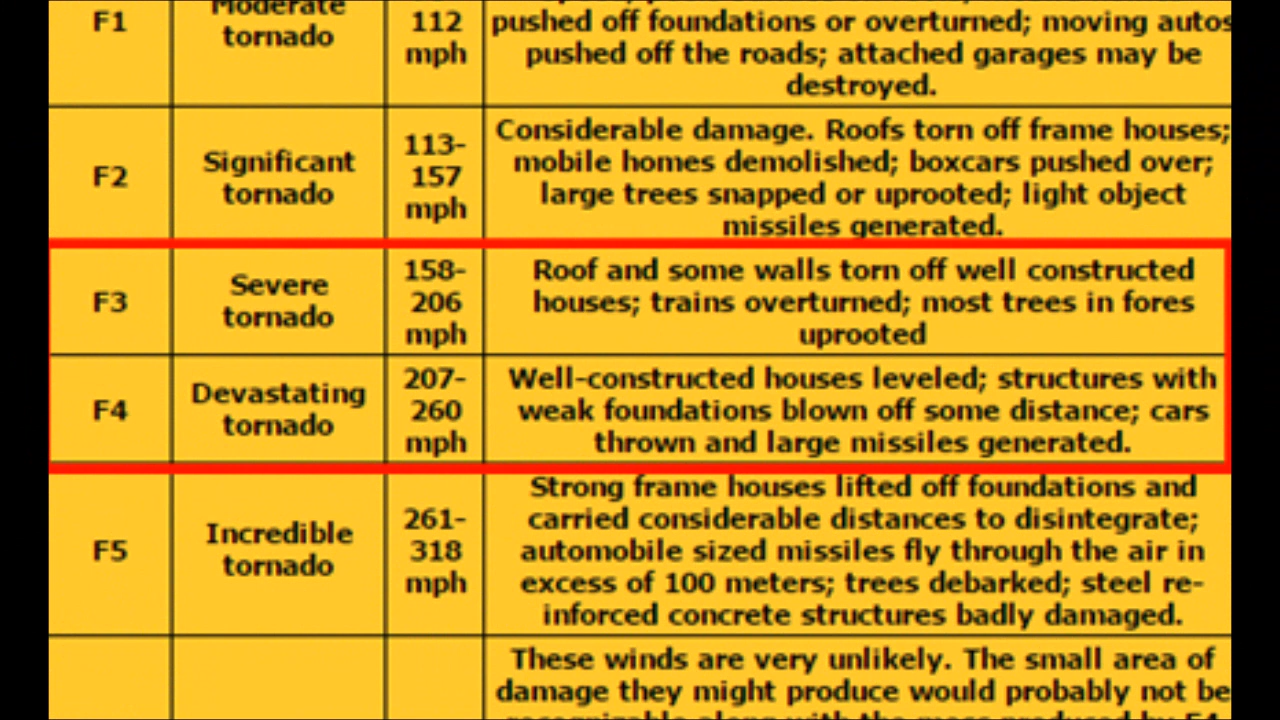 F1
Moderate
tornado
112
mph
pushed off foundations or overturned; moving autos
pushed off the roads; attached garages may be
destroyed.
F2
Significant
tornado
113-
157
mph
Considerable damage. Roofs torn off frame houses;
mobile homes demolished; boxcars pushed over;
large trees snapped or uprooted; light object
missiles generated.
F3
Severe
tornado
158-
206
mph
Roof and some walls torn off well constructed
houses; trains overturned; most trees in fores
uprooted
F4
Devastating
tornado
207-
260
mph
Well-constructed houses leveled; structures with
weak foundations blown off some distance; cars
thrown and large missiles generated.
F5
Incredible
tornado
261-
318
mph
Strong frame houses lifted off foundations and
carried considerable distances to disintegrate;
automobile sized missiles fly through the air in
excess of 100 meters; trees debarked; steel re-
inforced concrete structures badly damaged.
These winds are very unlikely. The small area of
damage they might produce would probably not be